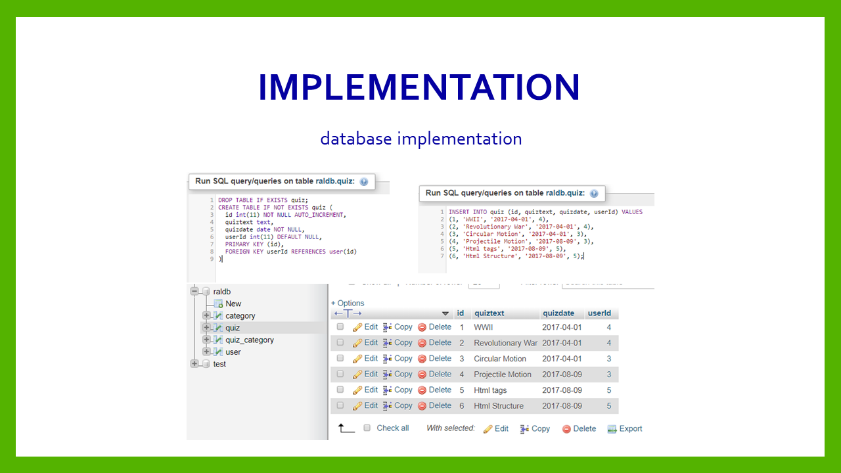 IMPLEMENTATION
database implementation
Run SQL query/queries on table raldb.quiz:
1 DROP TABLE IF EXISTS quiz;
2 CREATE TABLE IF NOT EXISTS quiz (
3 id int(11) NOT NULL AUTO_INCREMENT,
4 quiztext text,
5 quizdate date NOT NULL,
6 userId int(11) DEFAULT NULL,
7 PRIMARY KEY (id),
8 FOREIGN KEY userId REFERENCES user(id)
9 )
Run SQL query/queries on table raldb.quiz:
1 INSERT INTO quiz (id, quiztext, quizdate, userId) VALUES
2 (1, 'WWII', '2017-04-01', 4),
3 (2, 'Revolutionary War', '2017-04-01', 4),
4 (3, 'Circular Motion', '2017-04-01', 3),
5 (4, 'Projectile Motion', '2017-08-09', 3),
6 (5, 'Html tags', '2017-08-09', 5),
7 (6, 'Html Structure', '2017-08-09', 5);
raldb
New
category
quiz
quiz_category
user
test
+ Options
id quiztext quizdate userId
Edit Copy Delete 1 WWII 2017-04-01 4
Edit Copy Delete 2 Revolutionary War 2017-04-01 4
Edit Copy Delete 3 Circular Motion 2017-04-01 3
Edit Copy Delete 4 Projectile Motion 2017-08-09 3
Edit Copy Delete 5 Html tags 2017-08-09 5
Edit Copy Delete 6 Html Structure 2017-08-09 5
Check all With selected: Edit Copy Delete Export